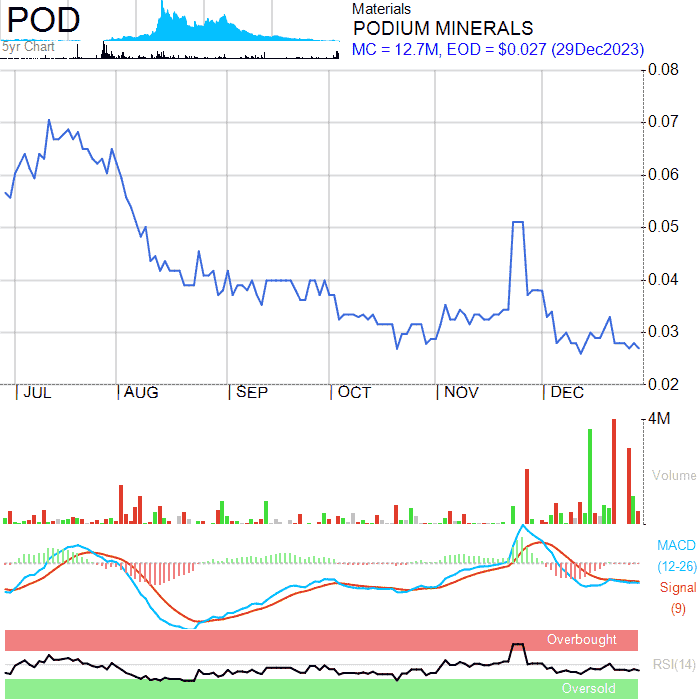 POD
5yr Chart
Materials
PODIUM MINERALS
MC = 12.7M, EOD = $0.027 (29Dec2023)
0.08
0.07
0.06
0.05
0.04
0.03
0.02
JUL AUG SEP OCT NOV DEC
4M
Volume
MACD
(12-26)
Signal
(9)
Overbought
RSI(14)
Oversold